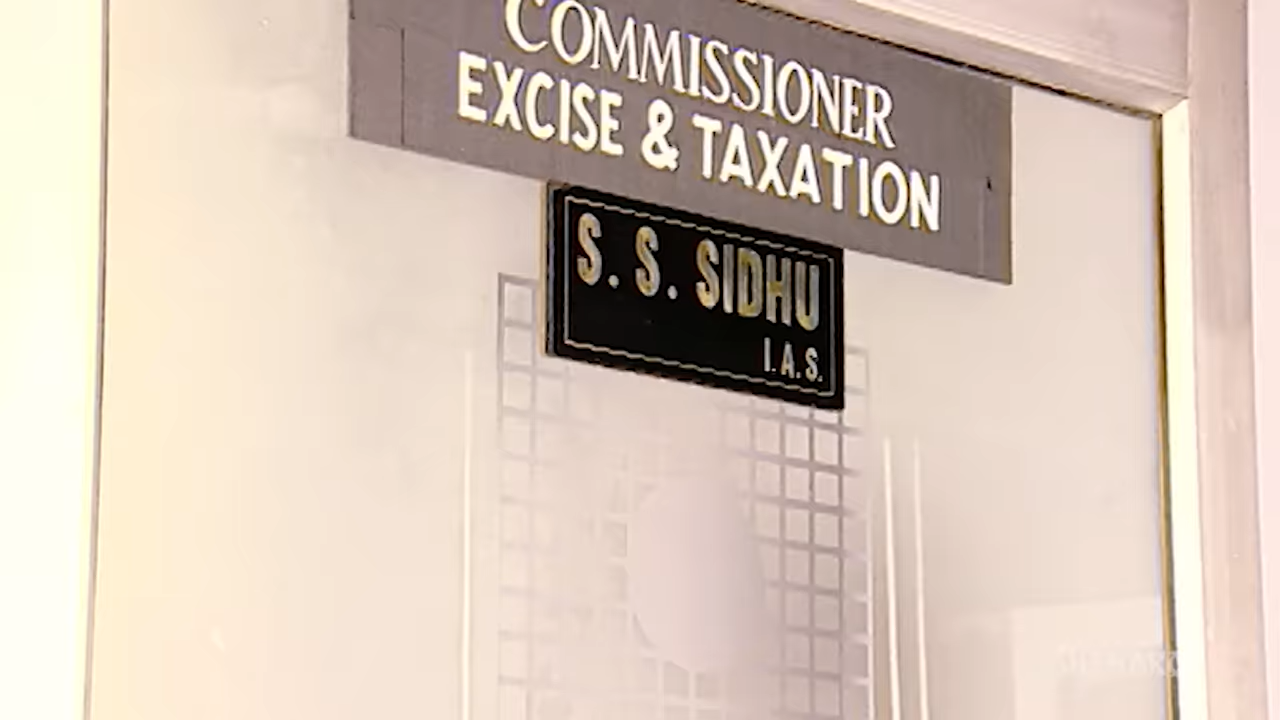 COMMISSIONER
EXCISE & TAXATION
S. S. SIDHU
I.A.S.